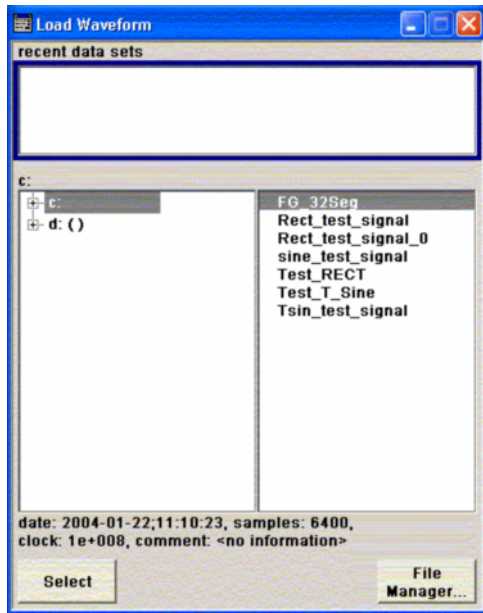 Load Waveform
recent data sets
c:
c:
d: ()
FG_32Seg
Rect_test_signal
Rect_test_signal_0
sine_test_signal
Test_RECT
Test_T_Sine
Tsin_test_signal
date: 2004-01-22;11:10:23, samples: 6400,
clock: 1e+008, comment: <no information>
Select
File
Manager...